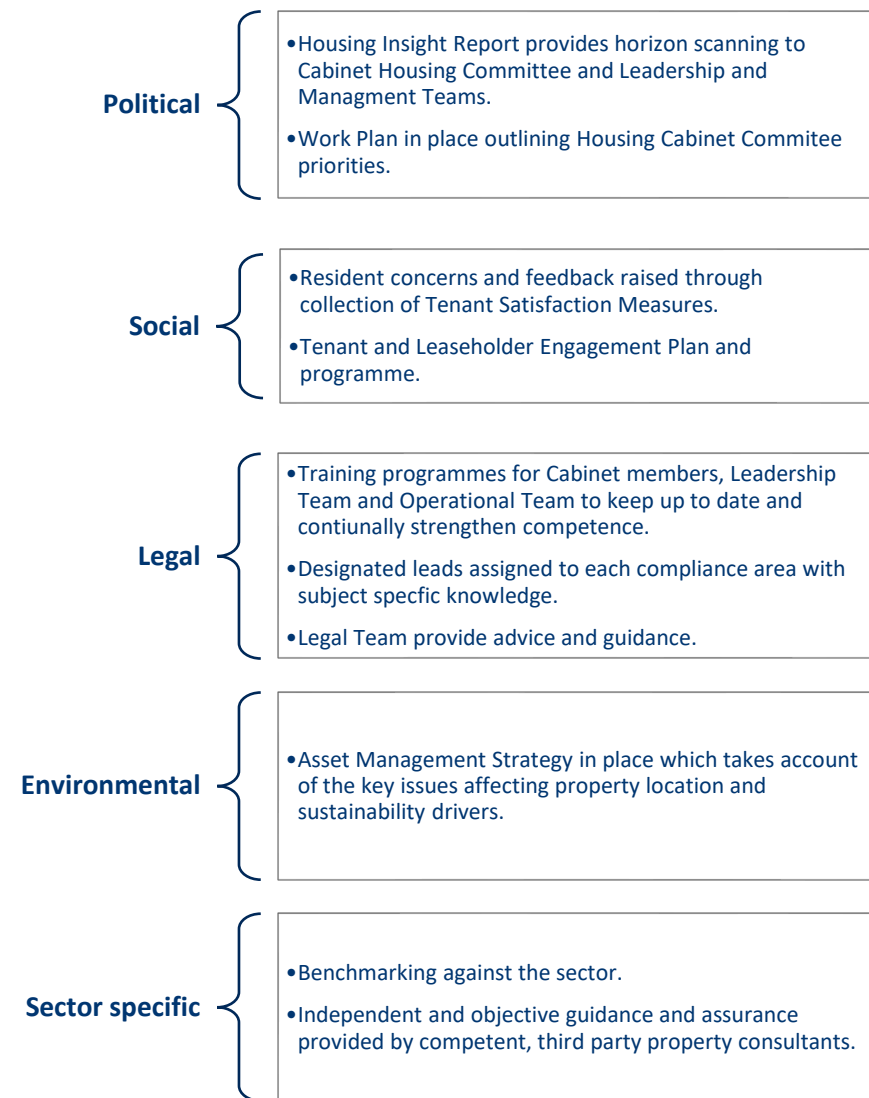 Political
•Housing Insight Report provides horizon scanning to
Cabinet Housing Committee and Leadership and
Managment Teams.
•Work Plan in place outlining Housing Cabinet Commitee
priorities.
Social
•Resident concerns and feedback raised through
collection of Tenant Satisfaction Measures.
•Tenant and Leaseholder Engagement Plan and
programme.
Legal
•Training programmes for Cabinet members, Leadership
Team and Operational Team to keep up to date and
contiunally strengthen competence.
•Designated leads assigned to each compliance area with
subject specfic knowledge.
•Legal Team provide advice and guidance.
Environmental
•Asset Management Strategy in place which takes account
of the key issues affecting property location and
sustainability drivers.
Sector specific
•Benchmarking against the sector.
•Independent and objective guidance and assurance
provided by competent, third party property consultants.